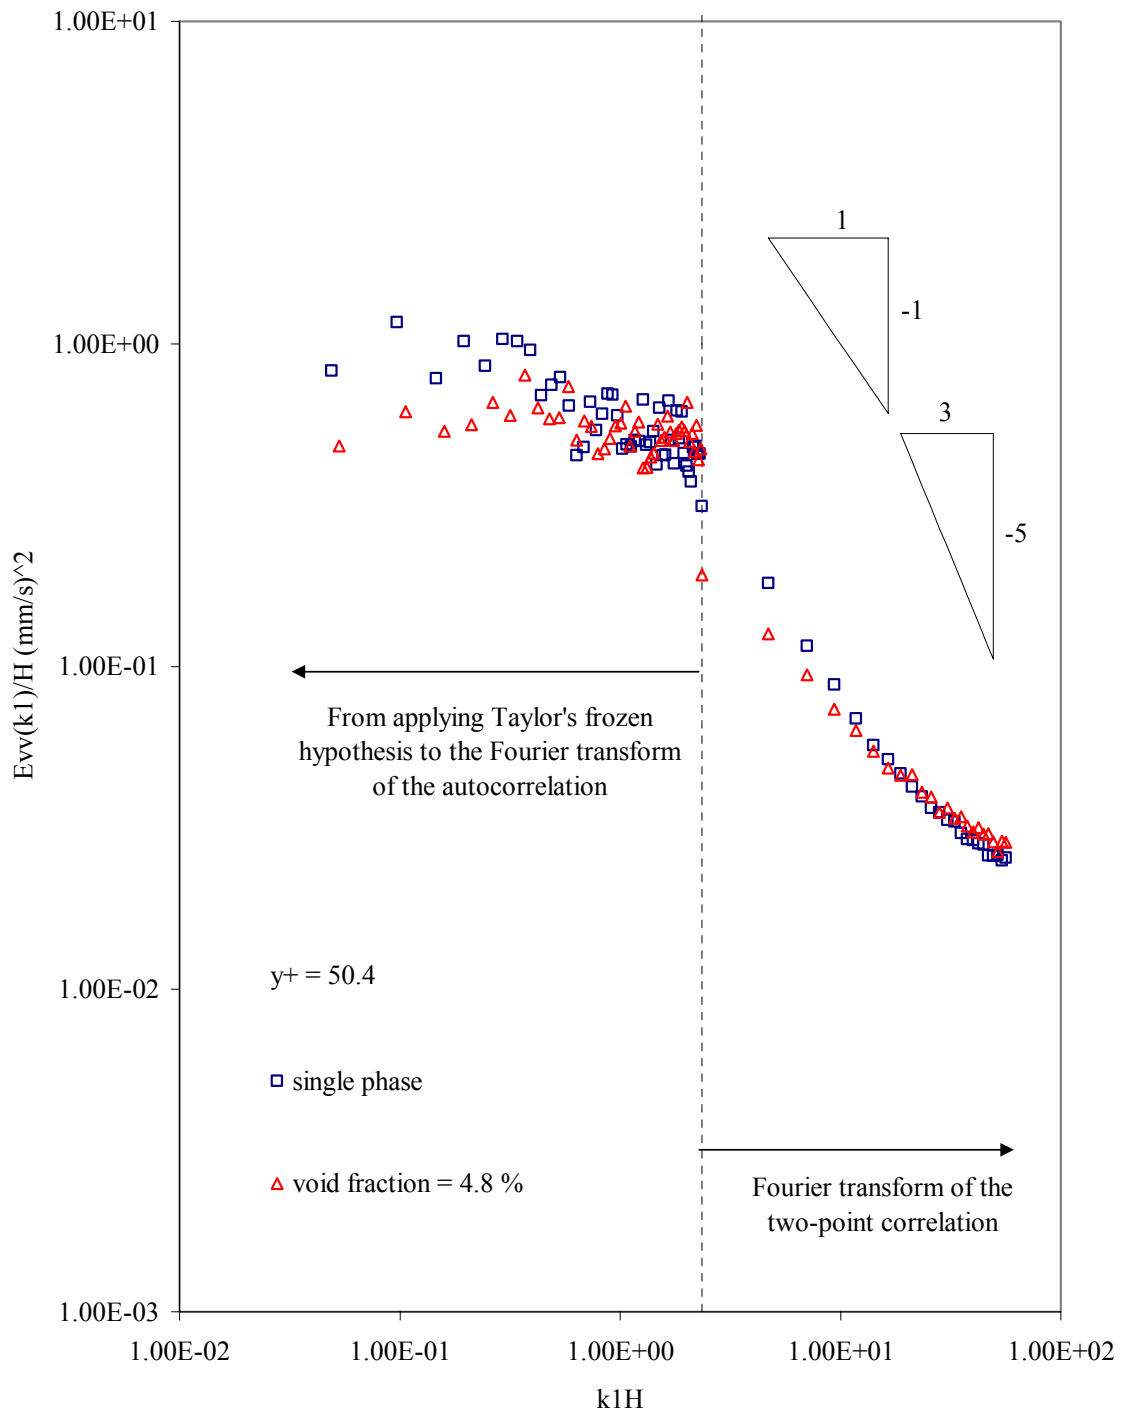 1.00E+01
1
-1
1.00E+00
3
-5
Evv(k1)/H (mm/s)^2
1.00E-01
From applying Taylor's frozen
hypothesis to the Fourier transform
of the autocorrelation
y+ = 50.4
1.00E-02
single phase
void fraction = 4.8 %
Fourier transform of the
two-point correlation
1.00E-03
1.00E-02 1.00E-01 1.00E+00 1.00E+01 1.00E+02
k1H